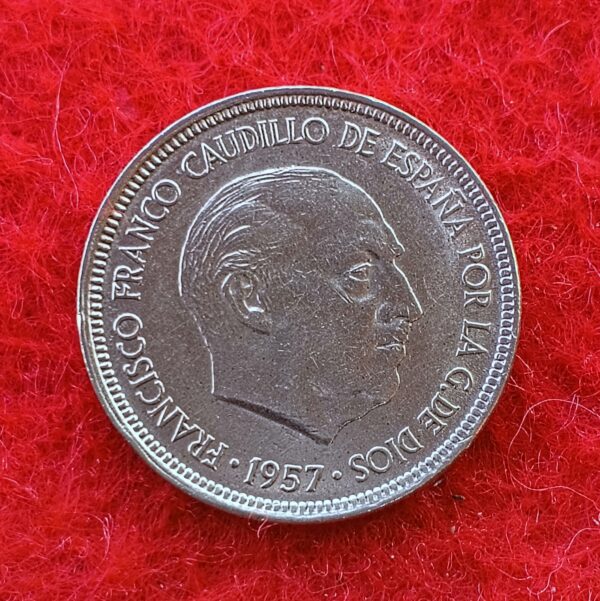 FRANCISCO FRANCO CAUDILLO DE ESPAÑA POR LA G. DE DIOS
· 1957 ·